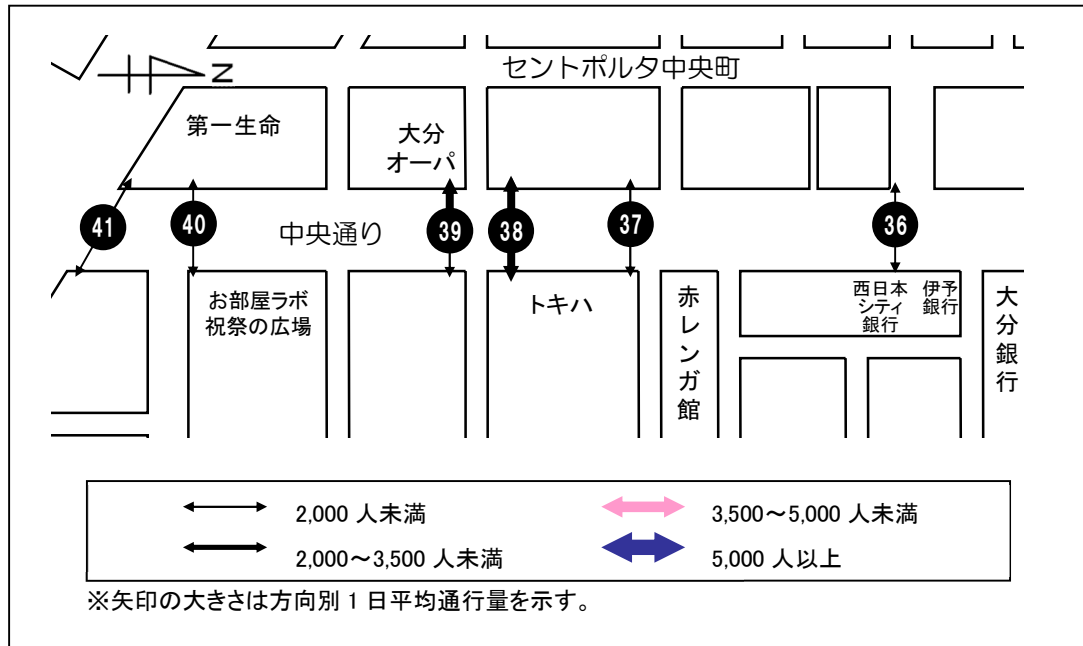 セントポルタ中央町
N
第一生命
大分
オーパ
41
40
中央通り
39
38
37
36
お部屋ラボ
祝祭の広場
トキハ
赤レンガ館
西日本
シティ
銀行
伊予
銀行
大分銀行
2,000 人未満
3,500～5,000 人未満
2,000～3,500 人未満
5,000 人以上
※矢印の大きさは方向別 1 日平均通行量を示す。